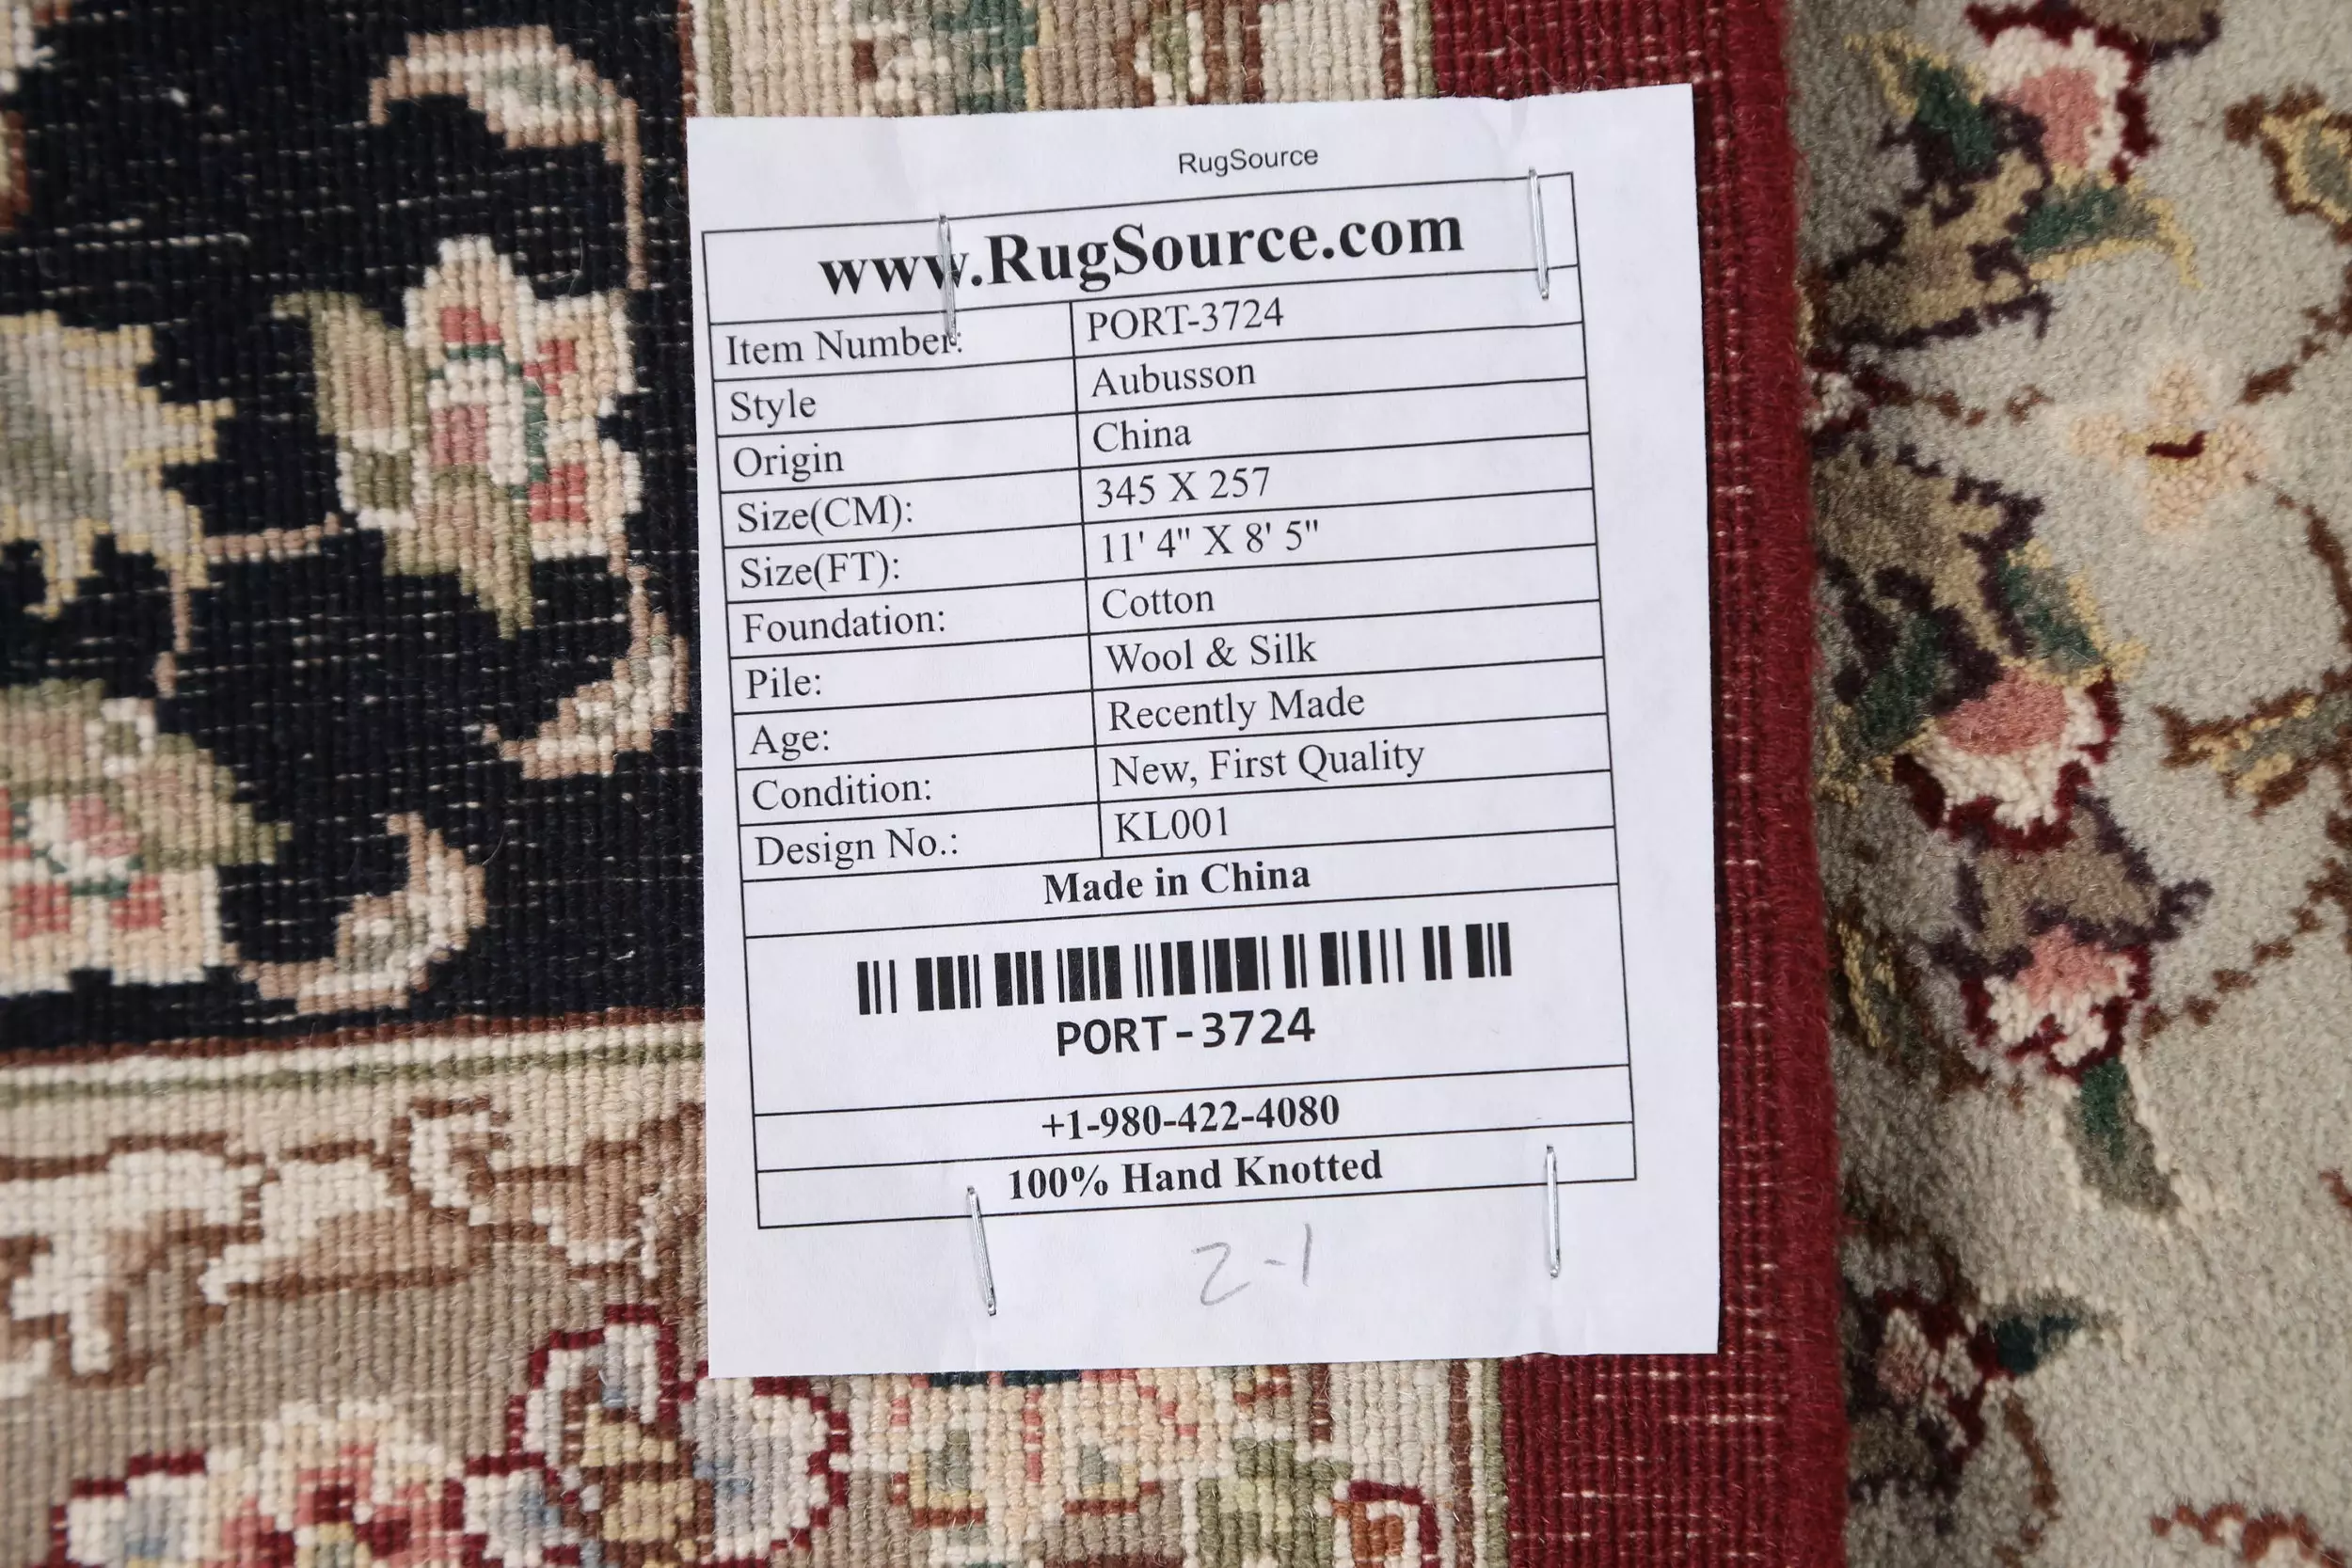 RugSource
www.RugSource.com
Item Number: PORT-3724
Style Aubusson
Origin China
Size(CM): 345 X 257
Size(FT): 11' 4" X 8' 5"
Foundation: Cotton
Pile: Wool & Silk
Age: Recently Made
Condition: New, First Quality
Design No.: KL001
Made in China
PORT-3724
+1-980-422-4080
100% Hand Knotted
2-1